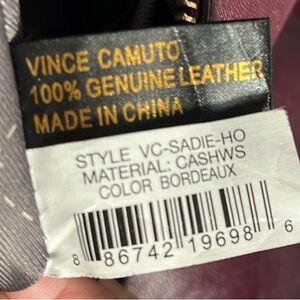 VINCE CAMUTO
100% GENUINE LEATHER
MADE IN CHINA
STYLE VC-SADIE-HO
MATERIAL: CASHWS
COLOR BORDEAUX
8 86742 19698 6